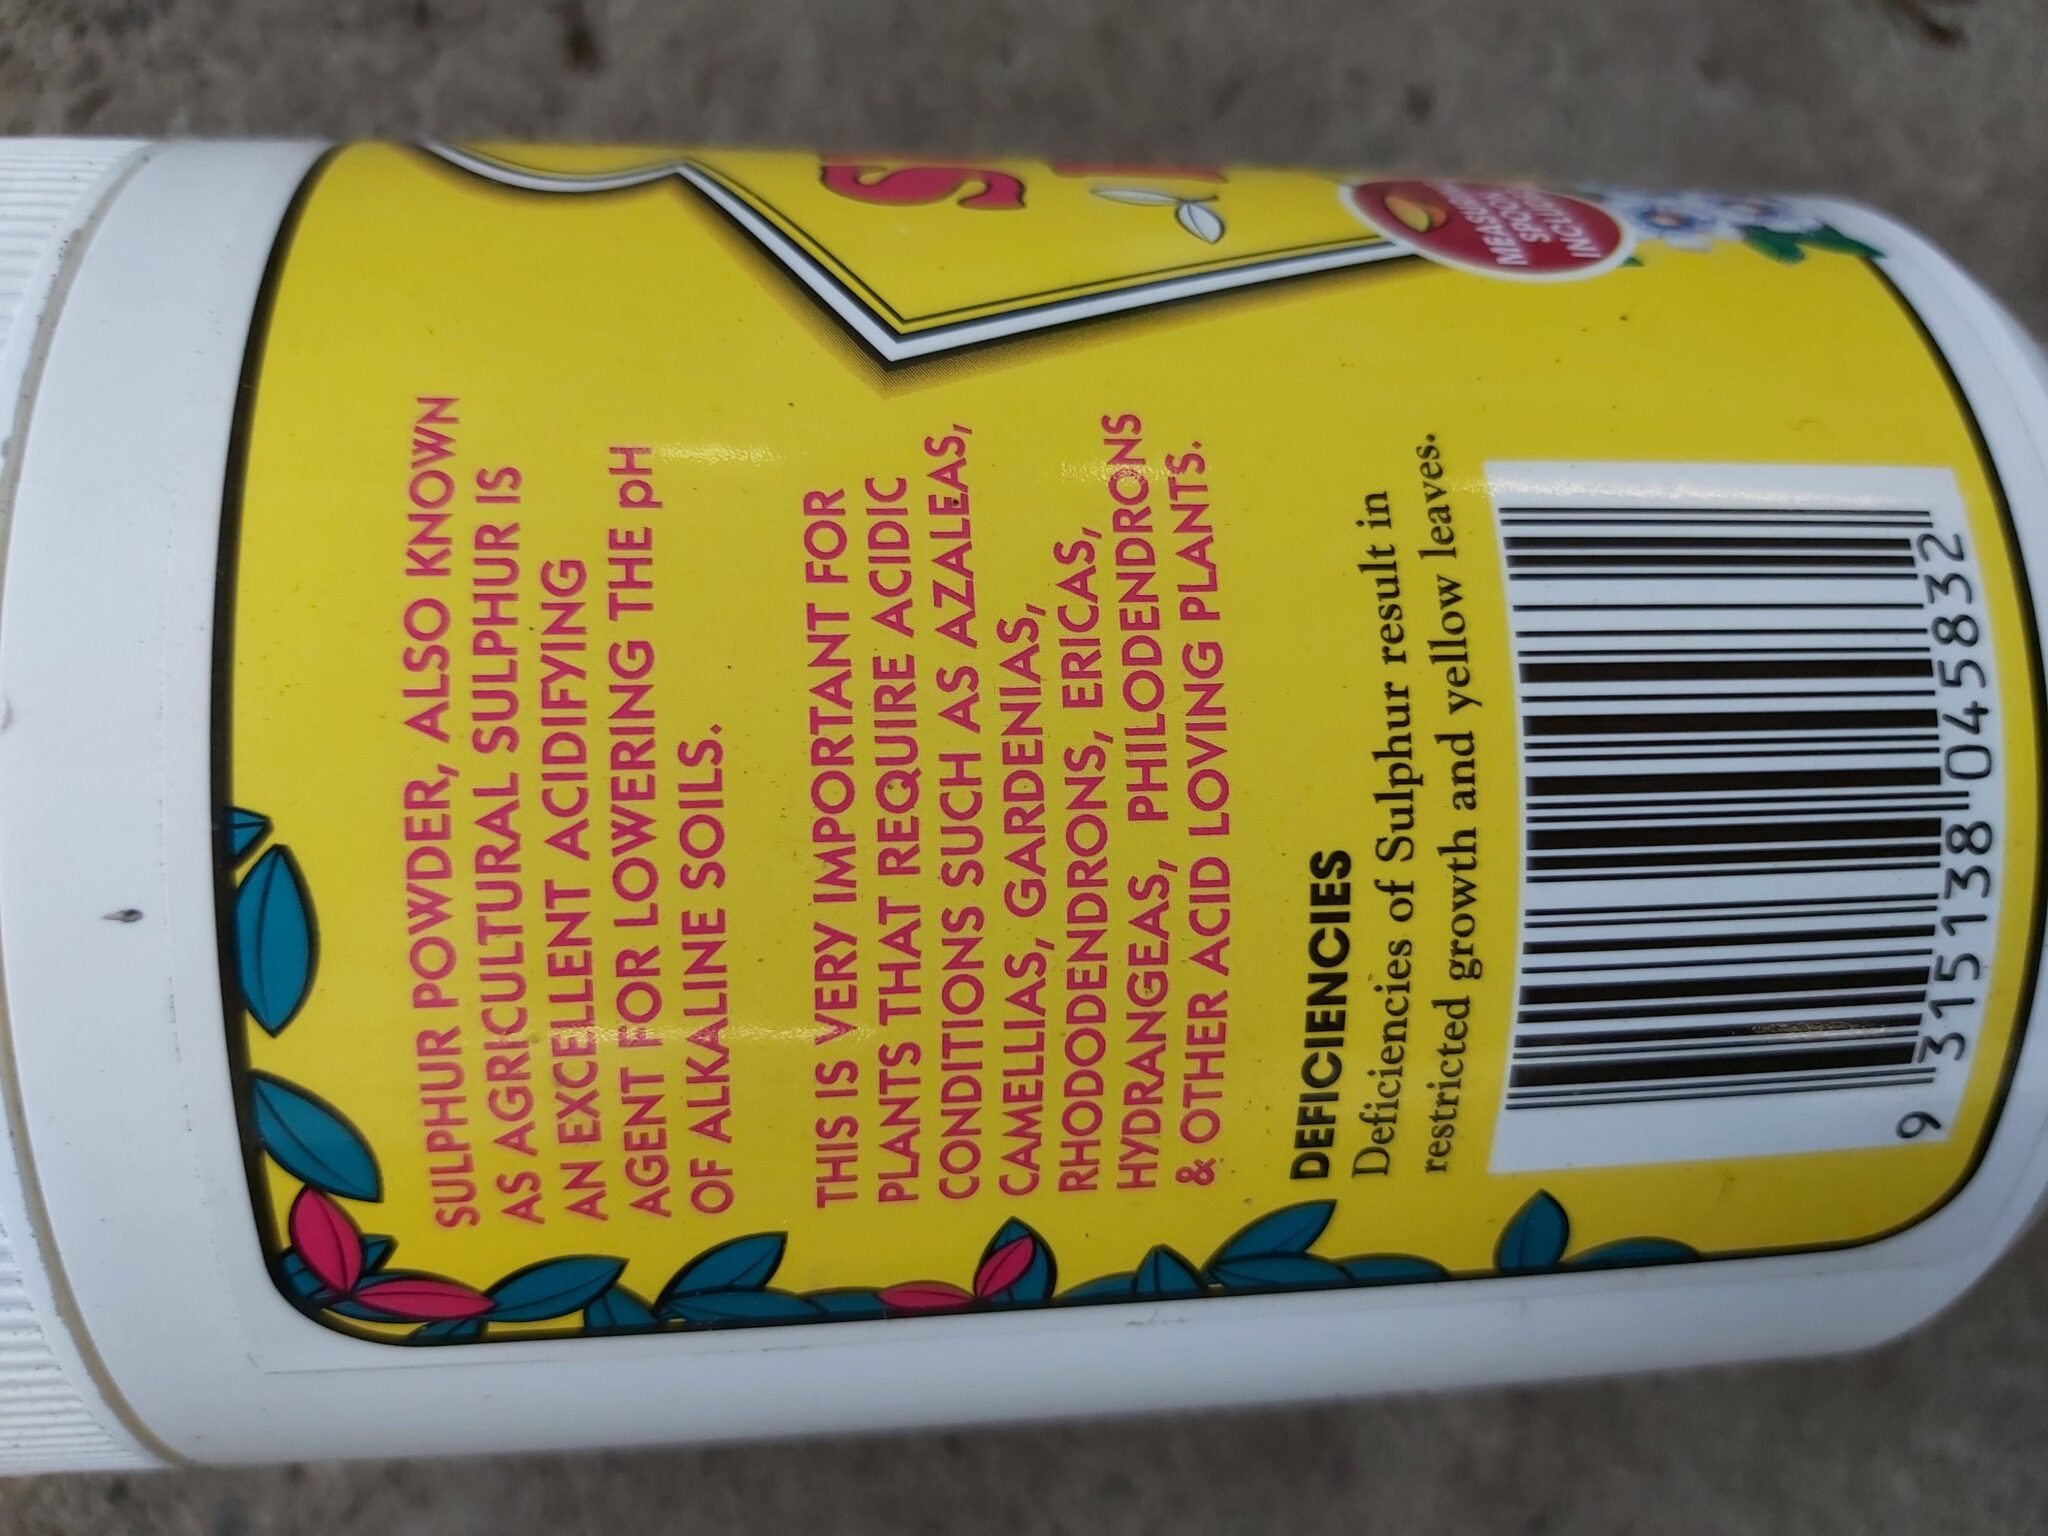 SULPHUR POWDER, ALSO KNOWN
AS AGRICULTURAL SULPHUR IS
AN EXCELLENT ACIDIFYING
AGENT FOR LOWERING THE pH
OF ALKALINE SOILS.
THIS IS VERY IMPORTANT FOR
PLANTS THAT REQUIRE ACIDIC
CONDITIONS SUCH AS AZALEAS,
CAMELLIAS, GARDENIAS,
RHODODENDRONS, ERICAS,
HYDRANGEAS, PHILODENDRONS
& OTHER ACID LOVING PLANTS.
DEFICIENCIES
Deficiencies of Sulphur result in
restricted growth and yellow leaves.
9 315138 045832
S